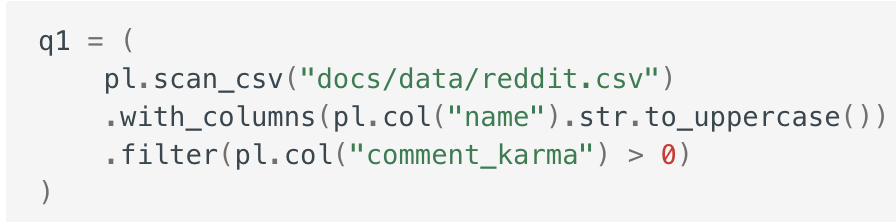 q1 = (
    pl.scan_csv("docs/data/reddit.csv")
    .with_columns(pl.col("name").str.to_uppercase())
    .filter(pl.col("comment_karma") > 0)
)